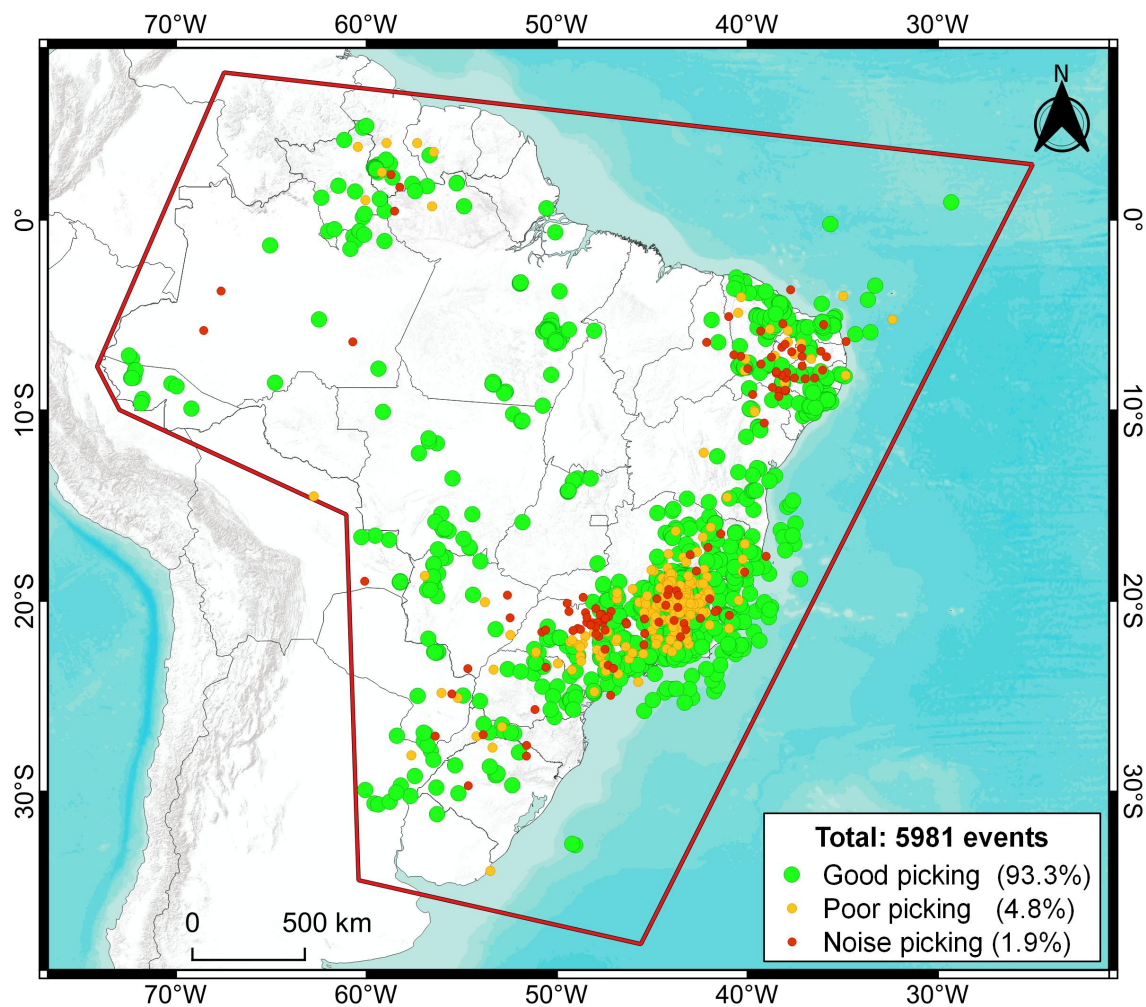 70°W 60°W 50°W 40°W 30°W
N
0° 0°
10°S 10°S
20°S 20°S
30°S 30°S
Total: 5981 events
Good picking (93.3%)
Poor picking (4.8%)
Noise picking (1.9%)
0 500 km
70°W 60°W 50°W 40°W 30°W